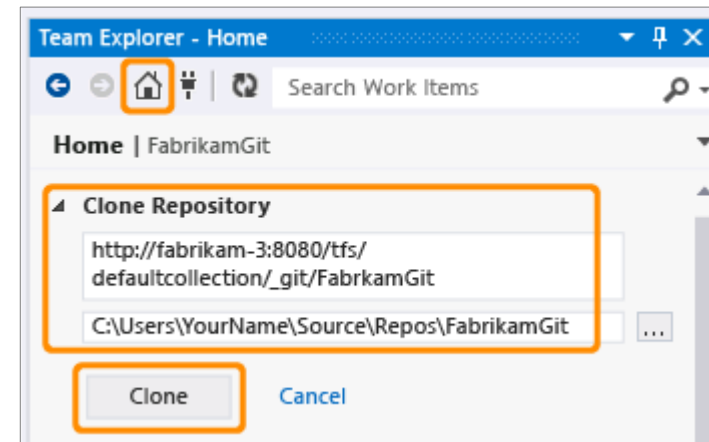 Team Explorer - Home
Search Work Items
Home | FabrikamGit
Clone Repository
http://fabrikam-3:8080/tfs/
defaultcollection/_git/FabrkamGit
C:\Users\YourName\Source\Repos\FabrikamGit
...
Clone Cancel